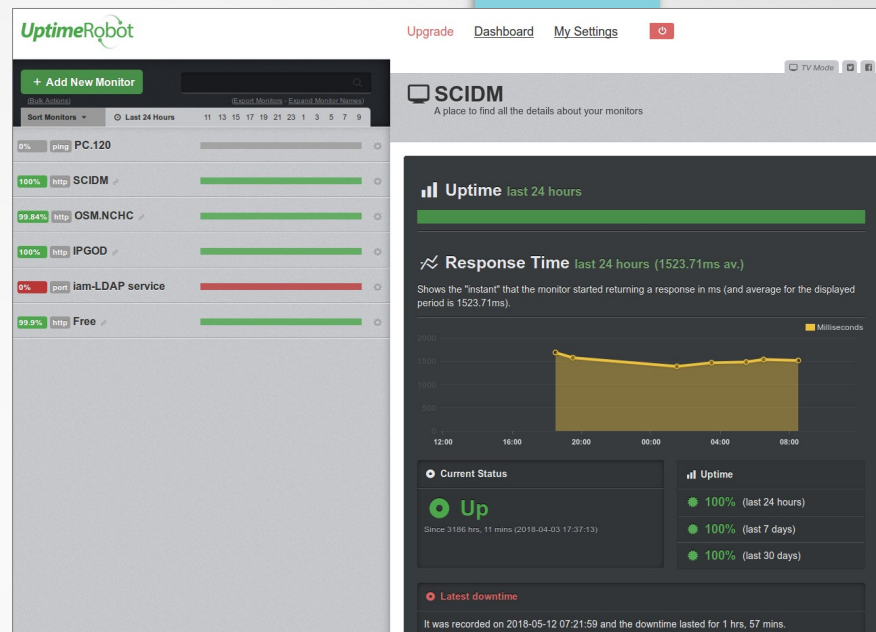 UptimeRobot
Upgrade Dashboard My Settings
+ Add New Monitor
(Bulk Actions) (Export Monitors - Expand Monitor Names)
Sort Monitors Last 24 Hours 11 13 15 17 19 21 23 1 3 5 7 9
0% ping PC.120
100% http SCIDM
99.84% http OSM.NCHC
100% http IPGOD
0% port iam-LDAP service
99.9% http Free
TV Mode
SCIDM
A place to find all the details about your monitors
Uptime last 24 hours
Response Time last 24 hours (1523.71ms av.)
Shows the "instant" that the monitor started returning a response in ms (and average for the displayed
period is 1523.71ms).
Milliseconds
2000
1500
1000
500
0
12:00 16:00 20:00 00:00 04:00 08:00
Current Status
Up
Since 3186 hrs, 11 mins (2018-04-03 17:37:13)
Uptime
100% (last 24 hours)
100% (last 7 days)
100% (last 30 days)
Latest downtime
It was recorded on 2018-05-12 07:21:59 and the downtime lasted for 1 hrs, 57 mins.